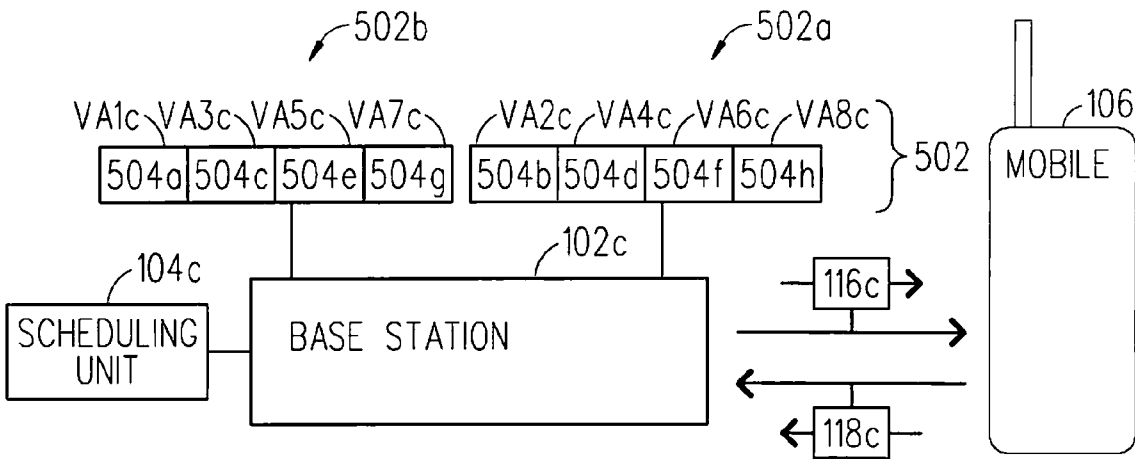 502b 502a
VA1c VA3c VA5c VA7c VA2c VA4c VA6c VA8c 106
504a 504c 504e 504g 504b 504d 504f 504h 502 MOBILE
104c 102c 116c
SCHEDULING
UNIT
BASE STATION
118c